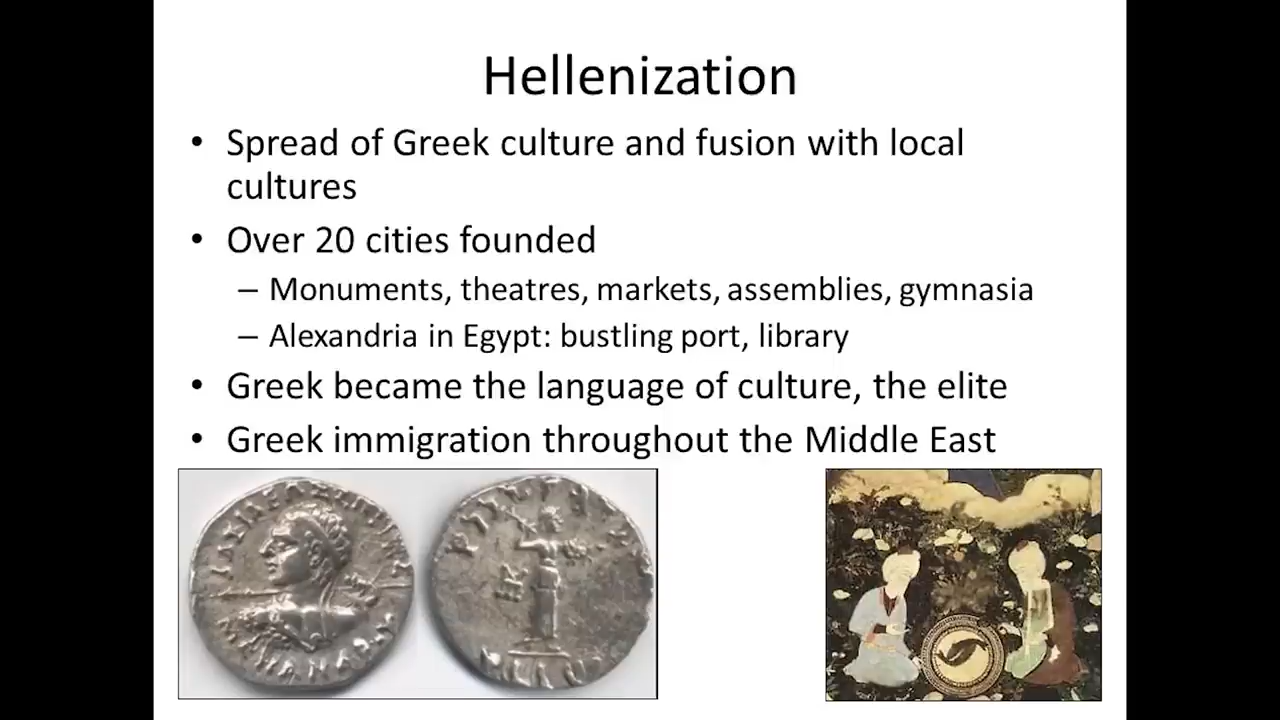 Hellenization
• Spread of Greek culture and fusion with local
cultures
• Over 20 cities founded
– Monuments, theatres, markets, assemblies, gymnasia
– Alexandria in Egypt: bustling port, library
• Greek became the language of culture, the elite
• Greek immigration throughout the Middle East